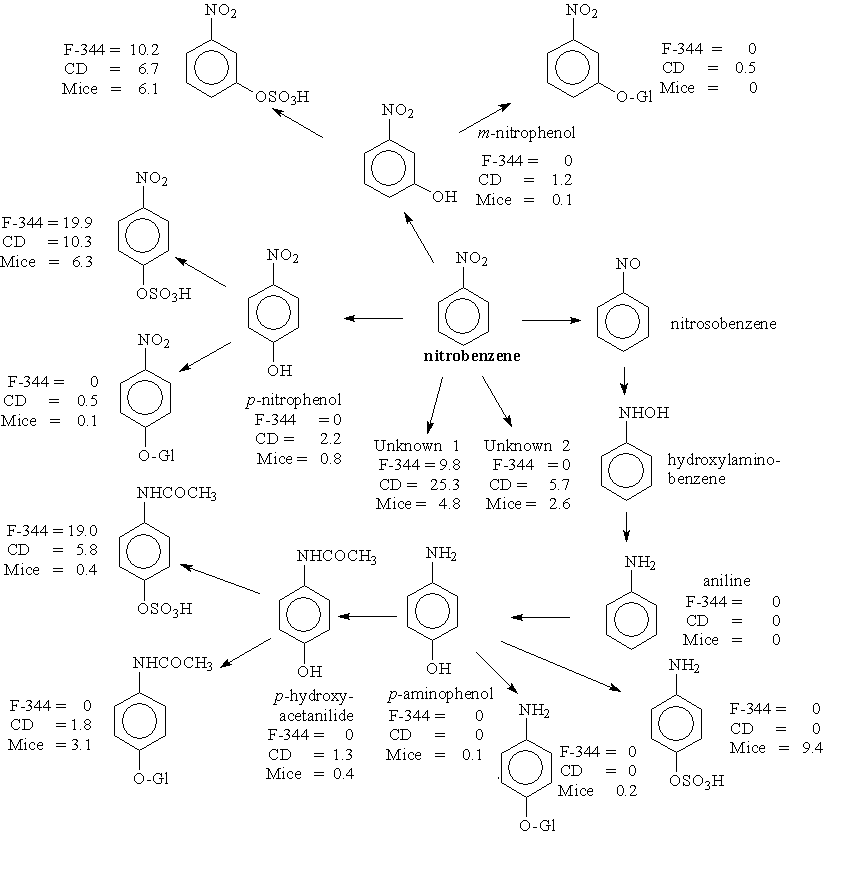 NO2
F-344 = 10.2
CD = 6.7
Mice = 6.1
OSO3H
NO2
F-344 = 0
CD = 0.5
Mice = 0
O-Gl
NO2
OH
m-nitrophenol
F-344 = 0
CD = 1.2
Mice = 0.1
NO2
F-344 = 19.9
CD = 10.3
Mice = 6.3
OSO3H
NO2
OH
p-nitrophenol
F-344 = 0
CD = 2.2
Mice = 0.8
NO2
nitrobenzene
NO
nitrosobenzene
NO2
F-344 = 0
CD = 0.5
Mice = 0.1
O-Gl
Unknown 1
F-344 = 9.8
CD = 25.3
Mice = 4.8
Unknown 2
F-344 = 0
CD = 5.7
Mice = 2.6
NHOH
hydroxylamino-
benzene
NHCOCH3
F-344 = 19.0
CD = 5.8
Mice = 0.4
OSO3H
NHCOCH3
OH
p-hydroxy-
acetanilide
F-344 = 0
CD = 1.3
Mice = 0.4
NH2
OH
p-aminophenol
F-344 = 0
CD = 0
Mice = 0.1
NH2
aniline
F-344 = 0
CD = 0
Mice = 0
NHCOCH3
F-344 = 0
CD = 1.8
Mice = 3.1
O-Gl
NH2
F-344 = 0
CD = 0
Mice 0.2
O-Gl
NH2
F-344 = 0
CD = 0
Mice = 9.4
OSO3H